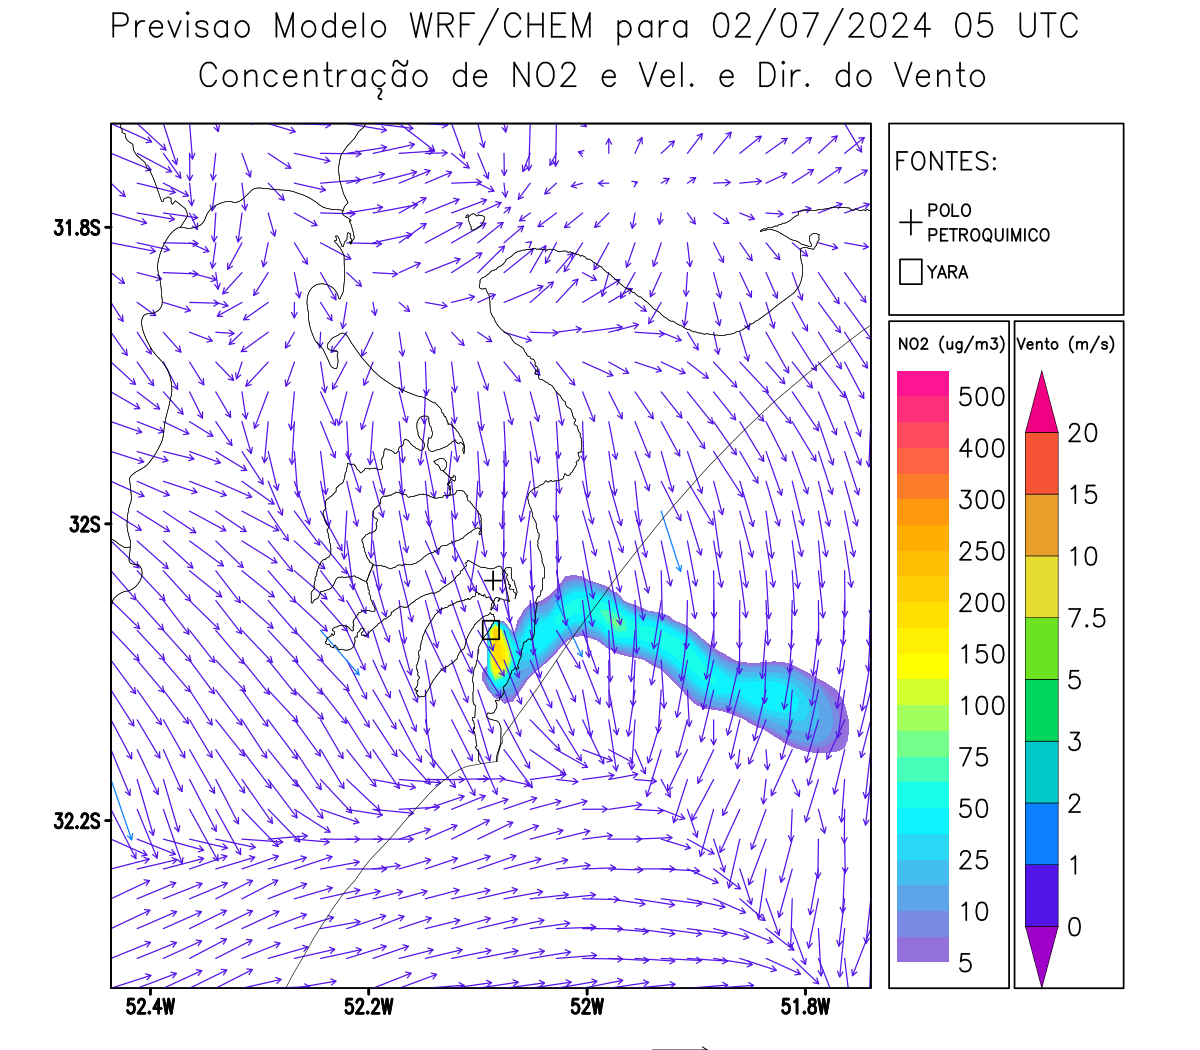 Previsao Modelo WRF/CHEM para 02/07/2024 05 UTC
Concentração de NO2 e Vel. e Dir. do Vento
FONTES:
POLO
PETROQUIMICO
YARA
NO2 (ug/m3)
500
400
300
250
200
150
100
75
50
25
10
5
Vento (m/s)
20
15
10
7.5
5
3
2
1
0
31.8S
32S
32.2S
52.4W
52.2W
52W
51.8W